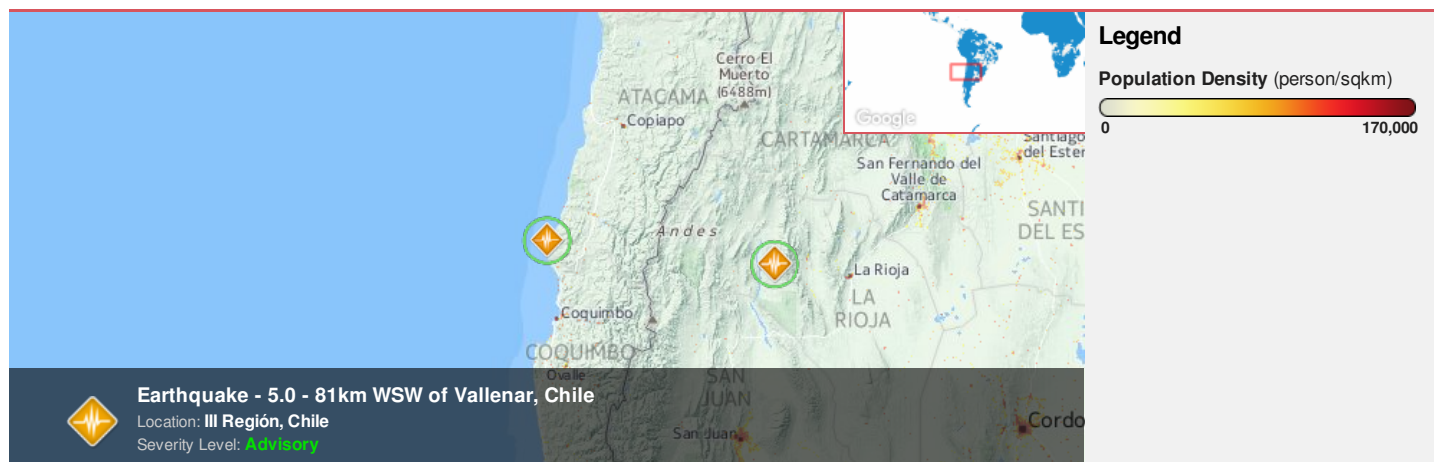 Cerro El
Muerto
(6488m)
ATACAMA
Copiapo
CARTAMARCA
Google
Santiago
del Ester
San Fernando del
Valle de
Catamarca
SANTI
DEL ES
Andes
La Rioja
LA
RIOJA
Coquimbo
COQUIMBO
Ovalle
SAN
JUAN
San Juan
Cordo
Earthquake - 5.0 - 81km WSW of Vallenar, Chile
Location: III Región, Chile
Severity Level: Advisory
Legend
Population Density (person/sqkm)
0 170,000